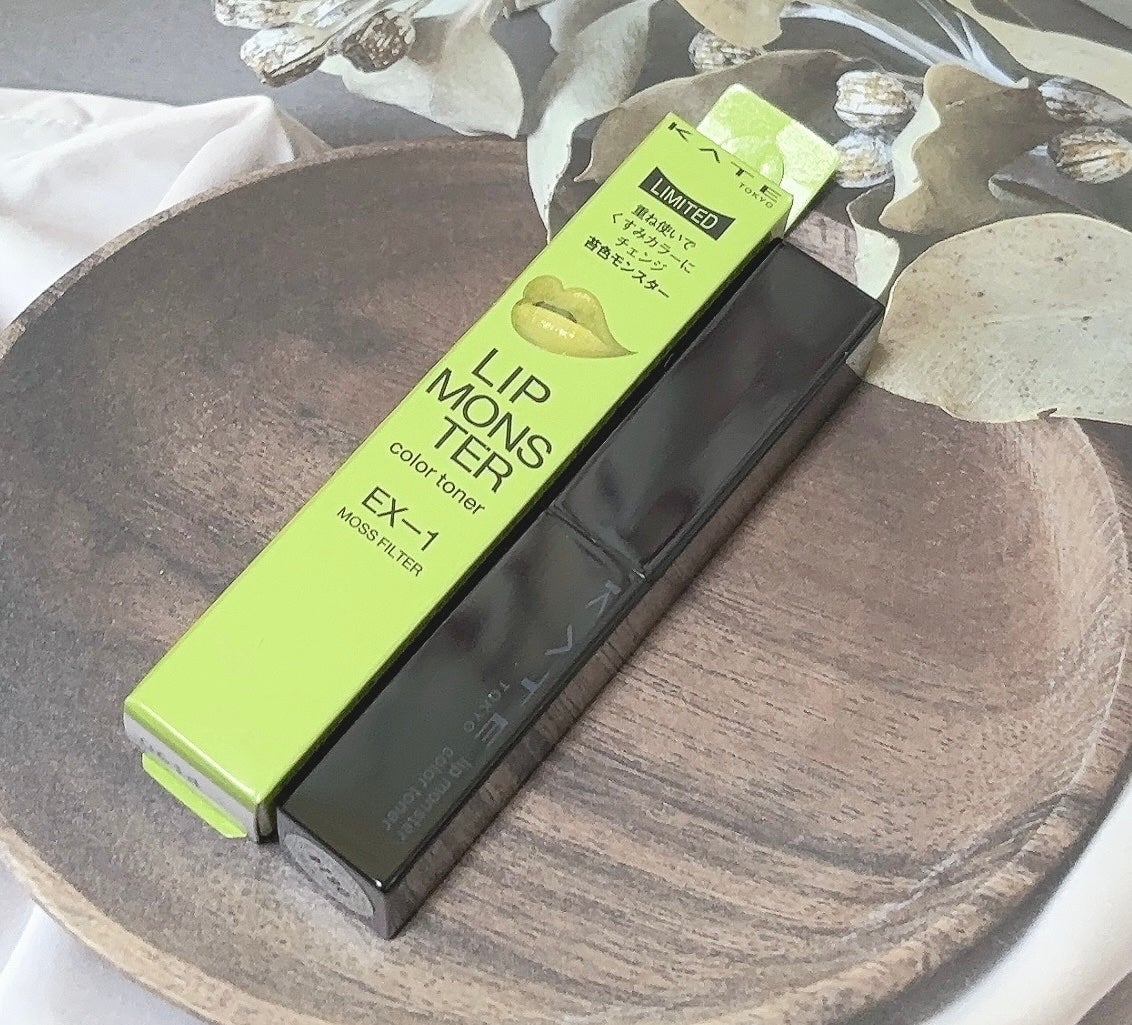 KATE
TOKYO
LIMITED
重ね使いで
くすみカラーに
チェンジ
苔色モンスター
LIP
MONS
TER
color toner
EX-1
MOSS FILTER
KATE
TOKYO
lip monster
color toner